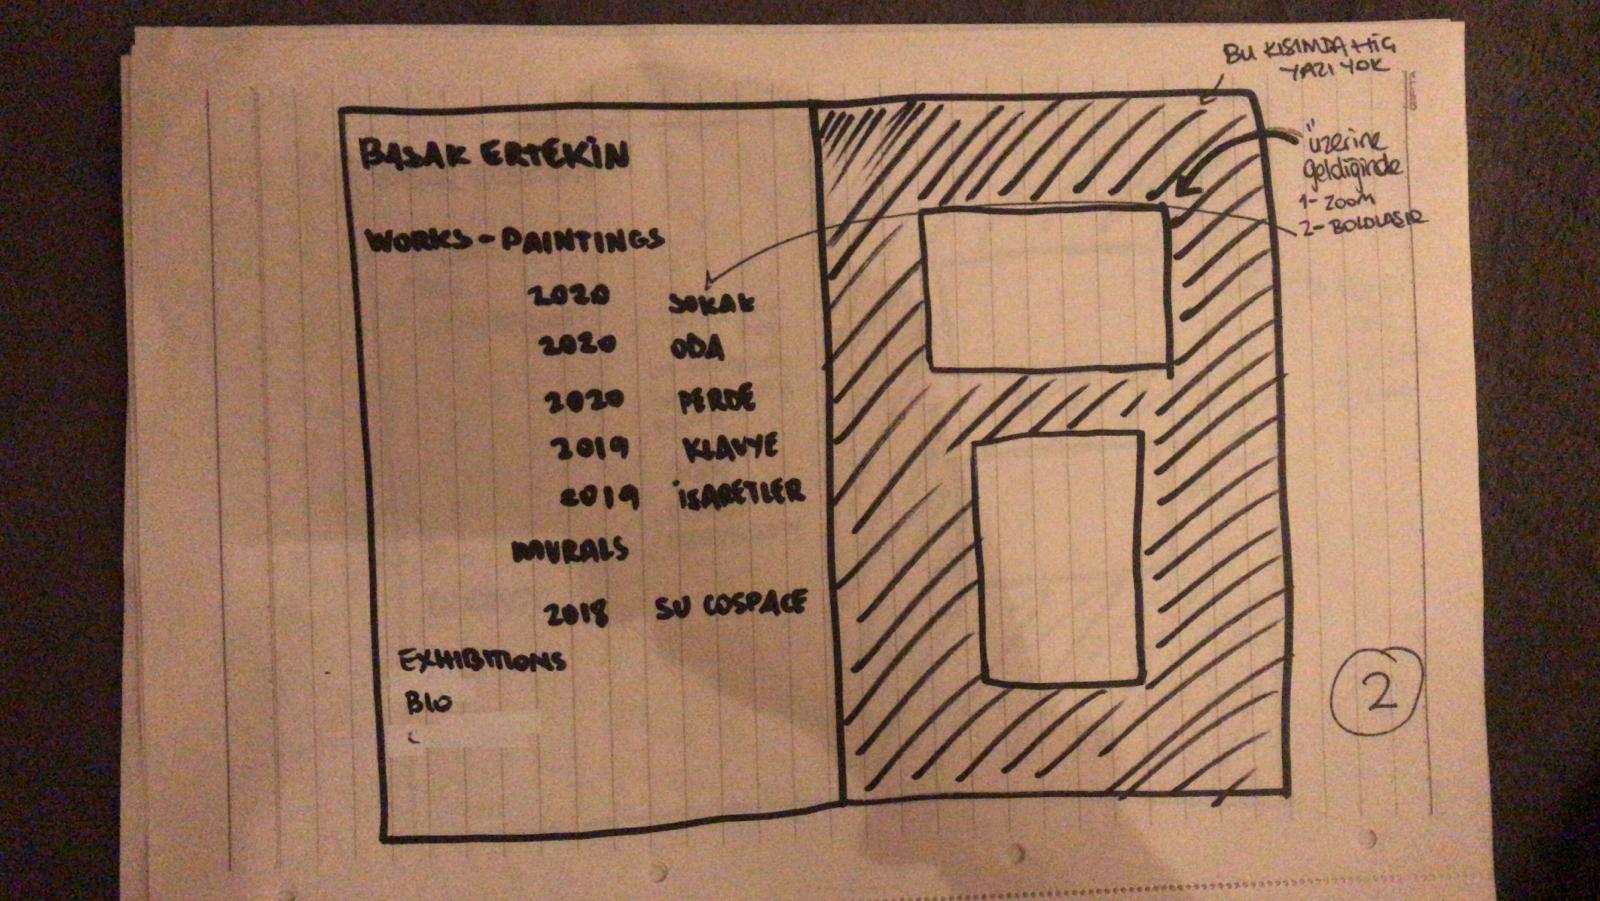 BU KISIMDA HİÇ
YAZI YOK
BAŞAK ERTEKİN
WORKS - PAINTINGS
2020 SOKAK
2020 ODA
2020 PERDE
2019 KLAVYE
2019 İŞARETLER
MURALS
2018 SU COSPACE
EXHIBITIONS
BIO
üzerine
geldiğinde
1- ZOOM
2- BOLDLAŞIR
2